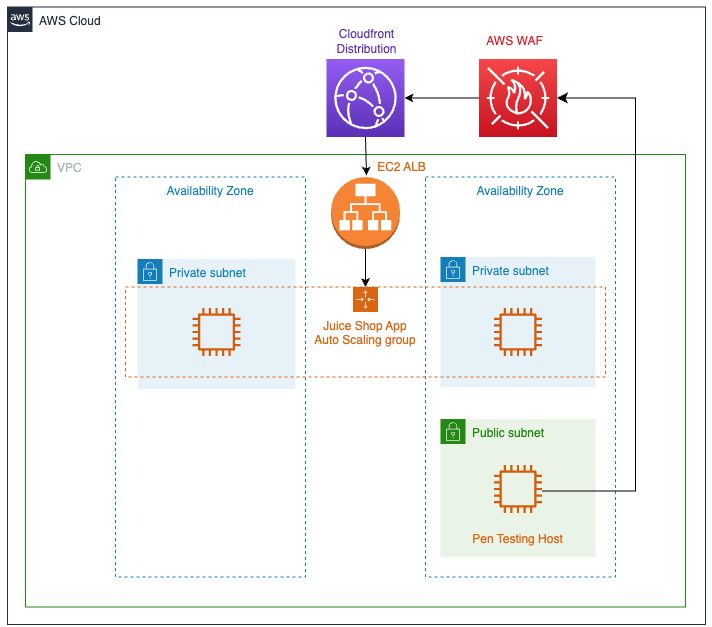 aws
AWS Cloud
Cloudfront
Distribution
AWS WAF
VPC
EC2 ALB
Availability Zone
Availability Zone
Private subnet
Private subnet
Juice Shop App
Auto Scaling group
Public subnet
Pen Testing Host